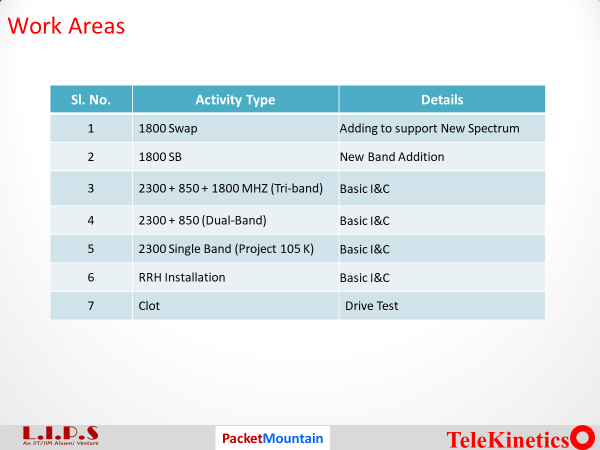 Work Areas
Sl. No. Activity Type Details
1 1800 Swap Adding to support New Spectrum
2 1800 SB New Band Addition
3 2300 + 850 + 1800 MHZ (Tri-band) Basic I&C
4 2300 + 850 (Dual-Band) Basic I&C
5 2300 Single Band (Project 105 K) Basic I&C
6 RRH Installation Basic I&C
7 Clot Drive Test
L.I.P.S
An IIT/IIM Alumni Venture
PacketMountain
TeleKinetics